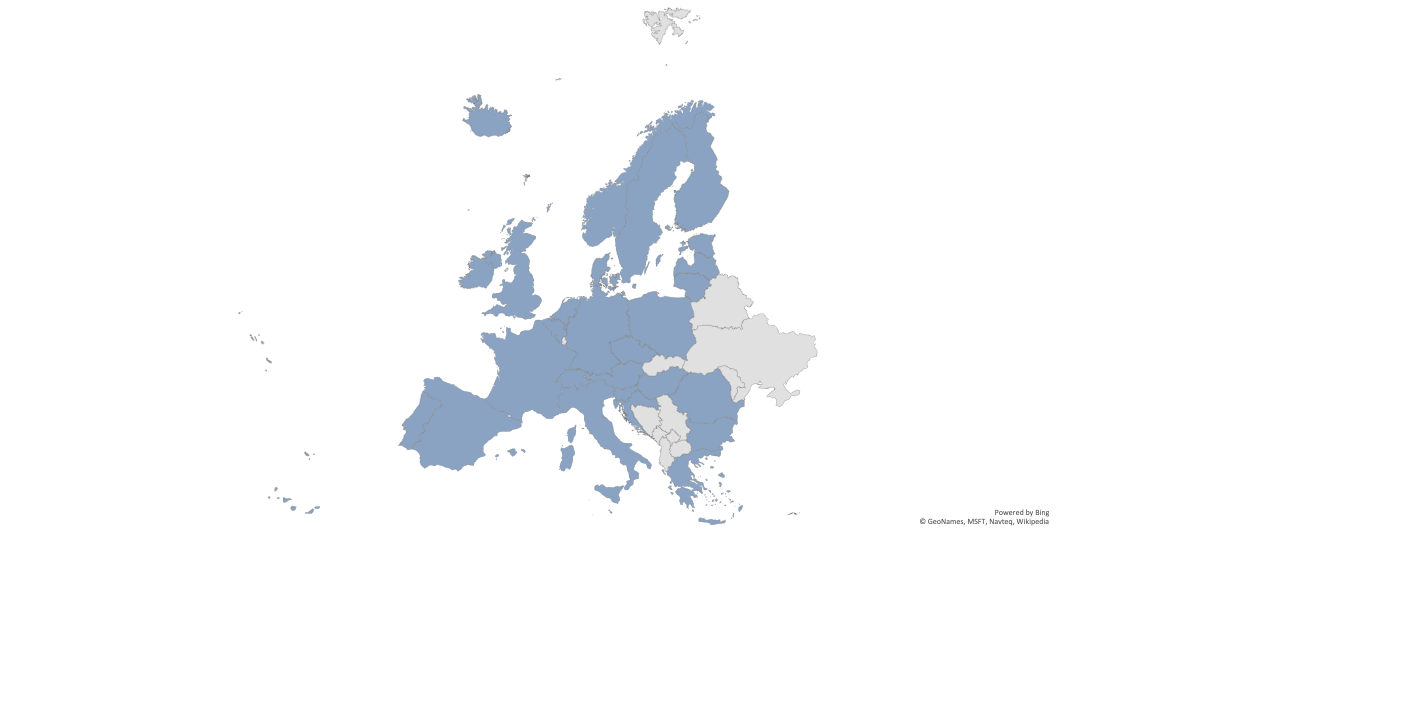 Powered by Bing
© GeoNames, MSFT, Navteq, Wikipedia